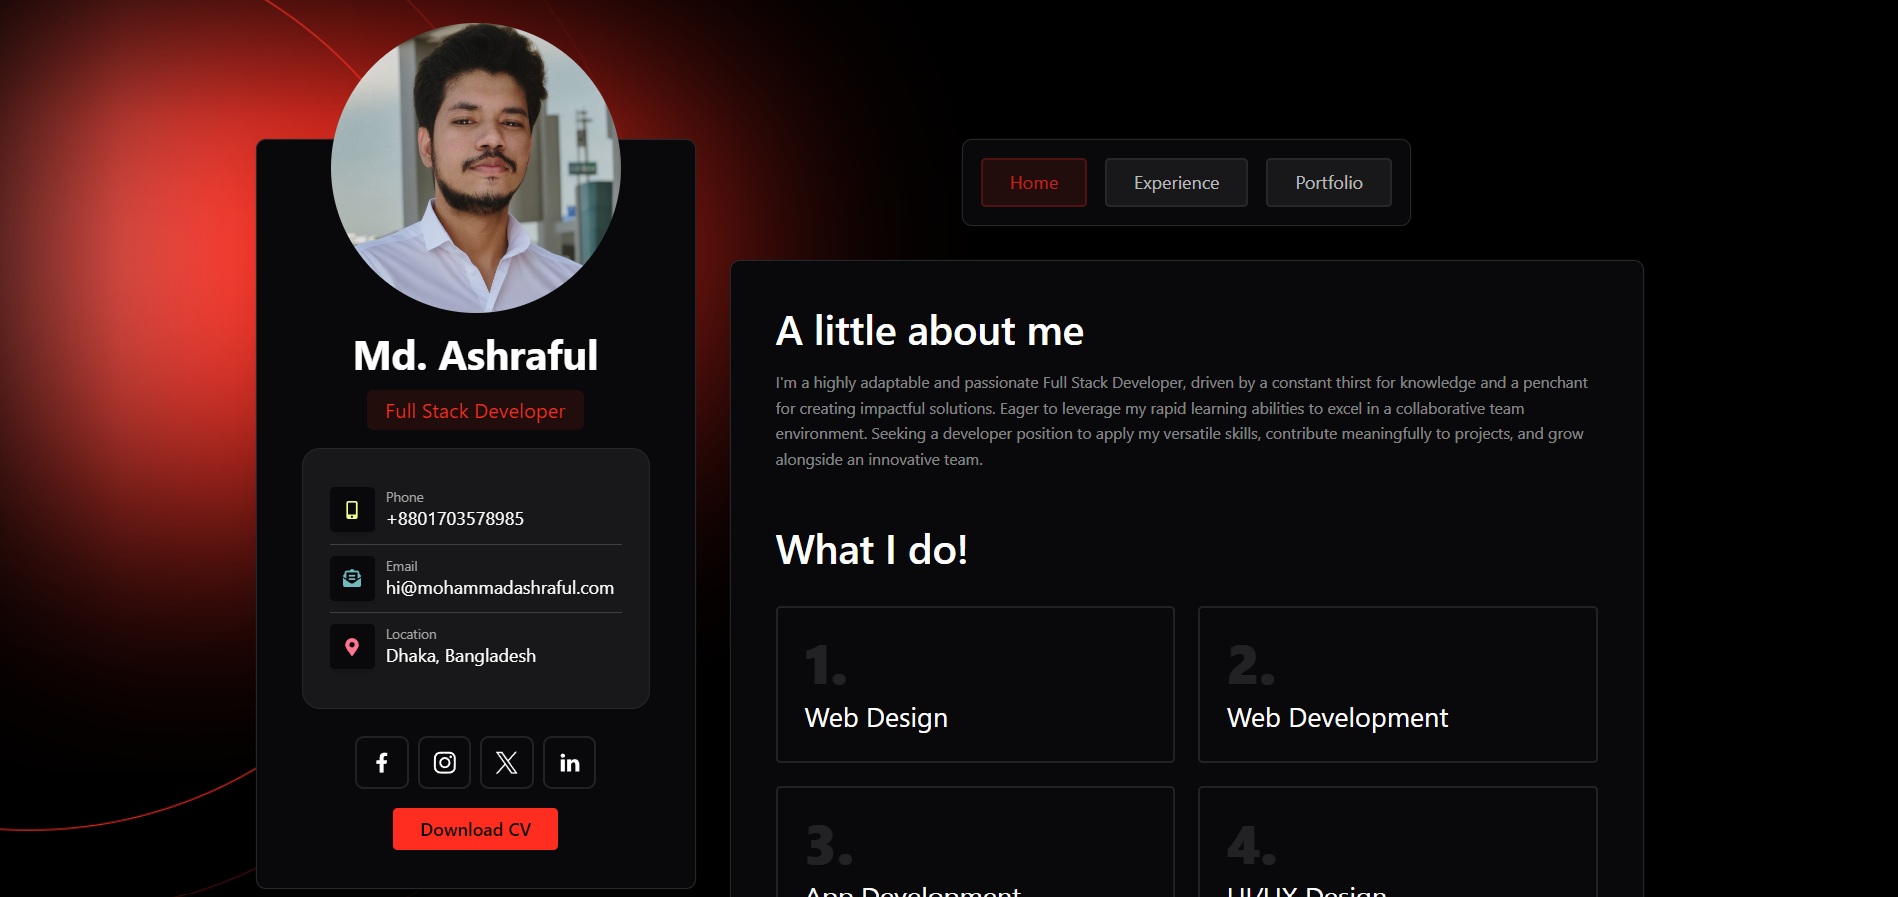 Md. Ashraful
Full Stack Developer
Phone
+8801703578985
Email
hi@mohammadashraful.com
Location
Dhaka, Bangladesh
Download CV
Home
Experience
Portfolio
A little about me
I'm a highly adaptable and passionate Full Stack Developer, driven by a constant thirst for knowledge and a penchant
for creating impactful solutions. Eager to leverage my rapid learning abilities to excel in a collaborative team
environment. Seeking a developer position to apply my versatile skills, contribute meaningfully to projects, and grow
alongside an innovative team.
What I do!
1.
Web Design
2.
Web Development
3.
App Development
4.
UI/UX Design